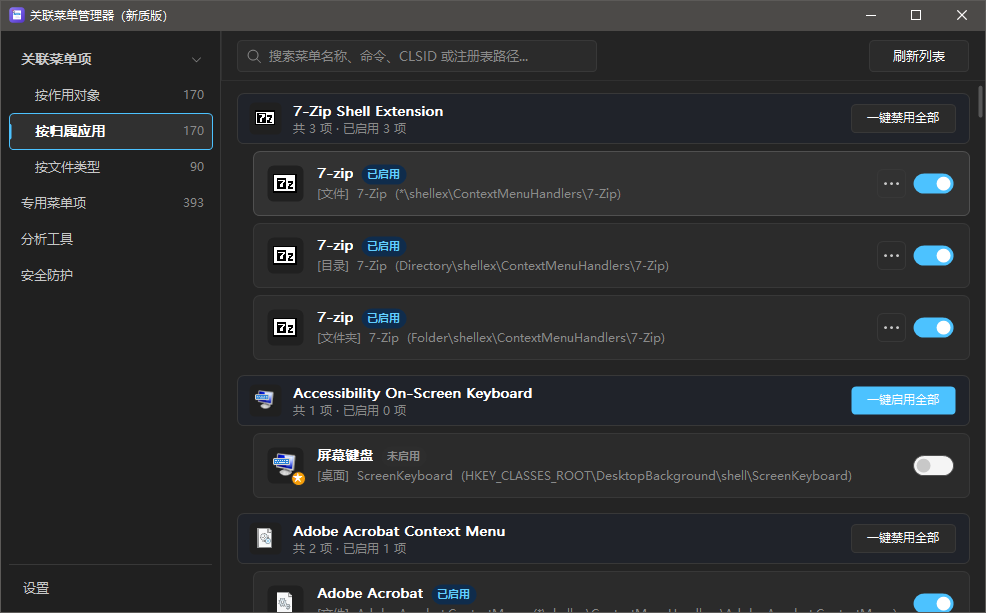 关联菜单管理器（新质版）
关联菜单项
按作用对象 170
按归属应用 170
按文件类型 90
专用菜单项 393
分析工具
安全防护
设置
搜索菜单名称、命令、CLSID 或注册表路径...
刷新列表
7-Zip Shell Extension
共 3 项 · 已启用 3 项
一键禁用全部
7-zip 已启用
[文件] 7-Zip (*\shellex\ContextMenuHandlers\7-Zip)
7-zip 已启用
[目录] 7-Zip (Directory\shellex\ContextMenuHandlers\7-Zip)
7-zip 已启用
[文件夹] 7-Zip (Folder\shellex\ContextMenuHandlers\7-Zip)
Accessibility On-Screen Keyboard
共 1 项 · 已启用 0 项
一键启用全部
屏幕键盘 未启用
[桌面] ScreenKeyboard (HKEY_CLASSES_ROOT\DesktopBackground\shell\ScreenKeyboard)
Adobe Acrobat Context Menu
共 2 项 · 已启用 1 项
一键禁用全部
Adobe Acrobat 已启用